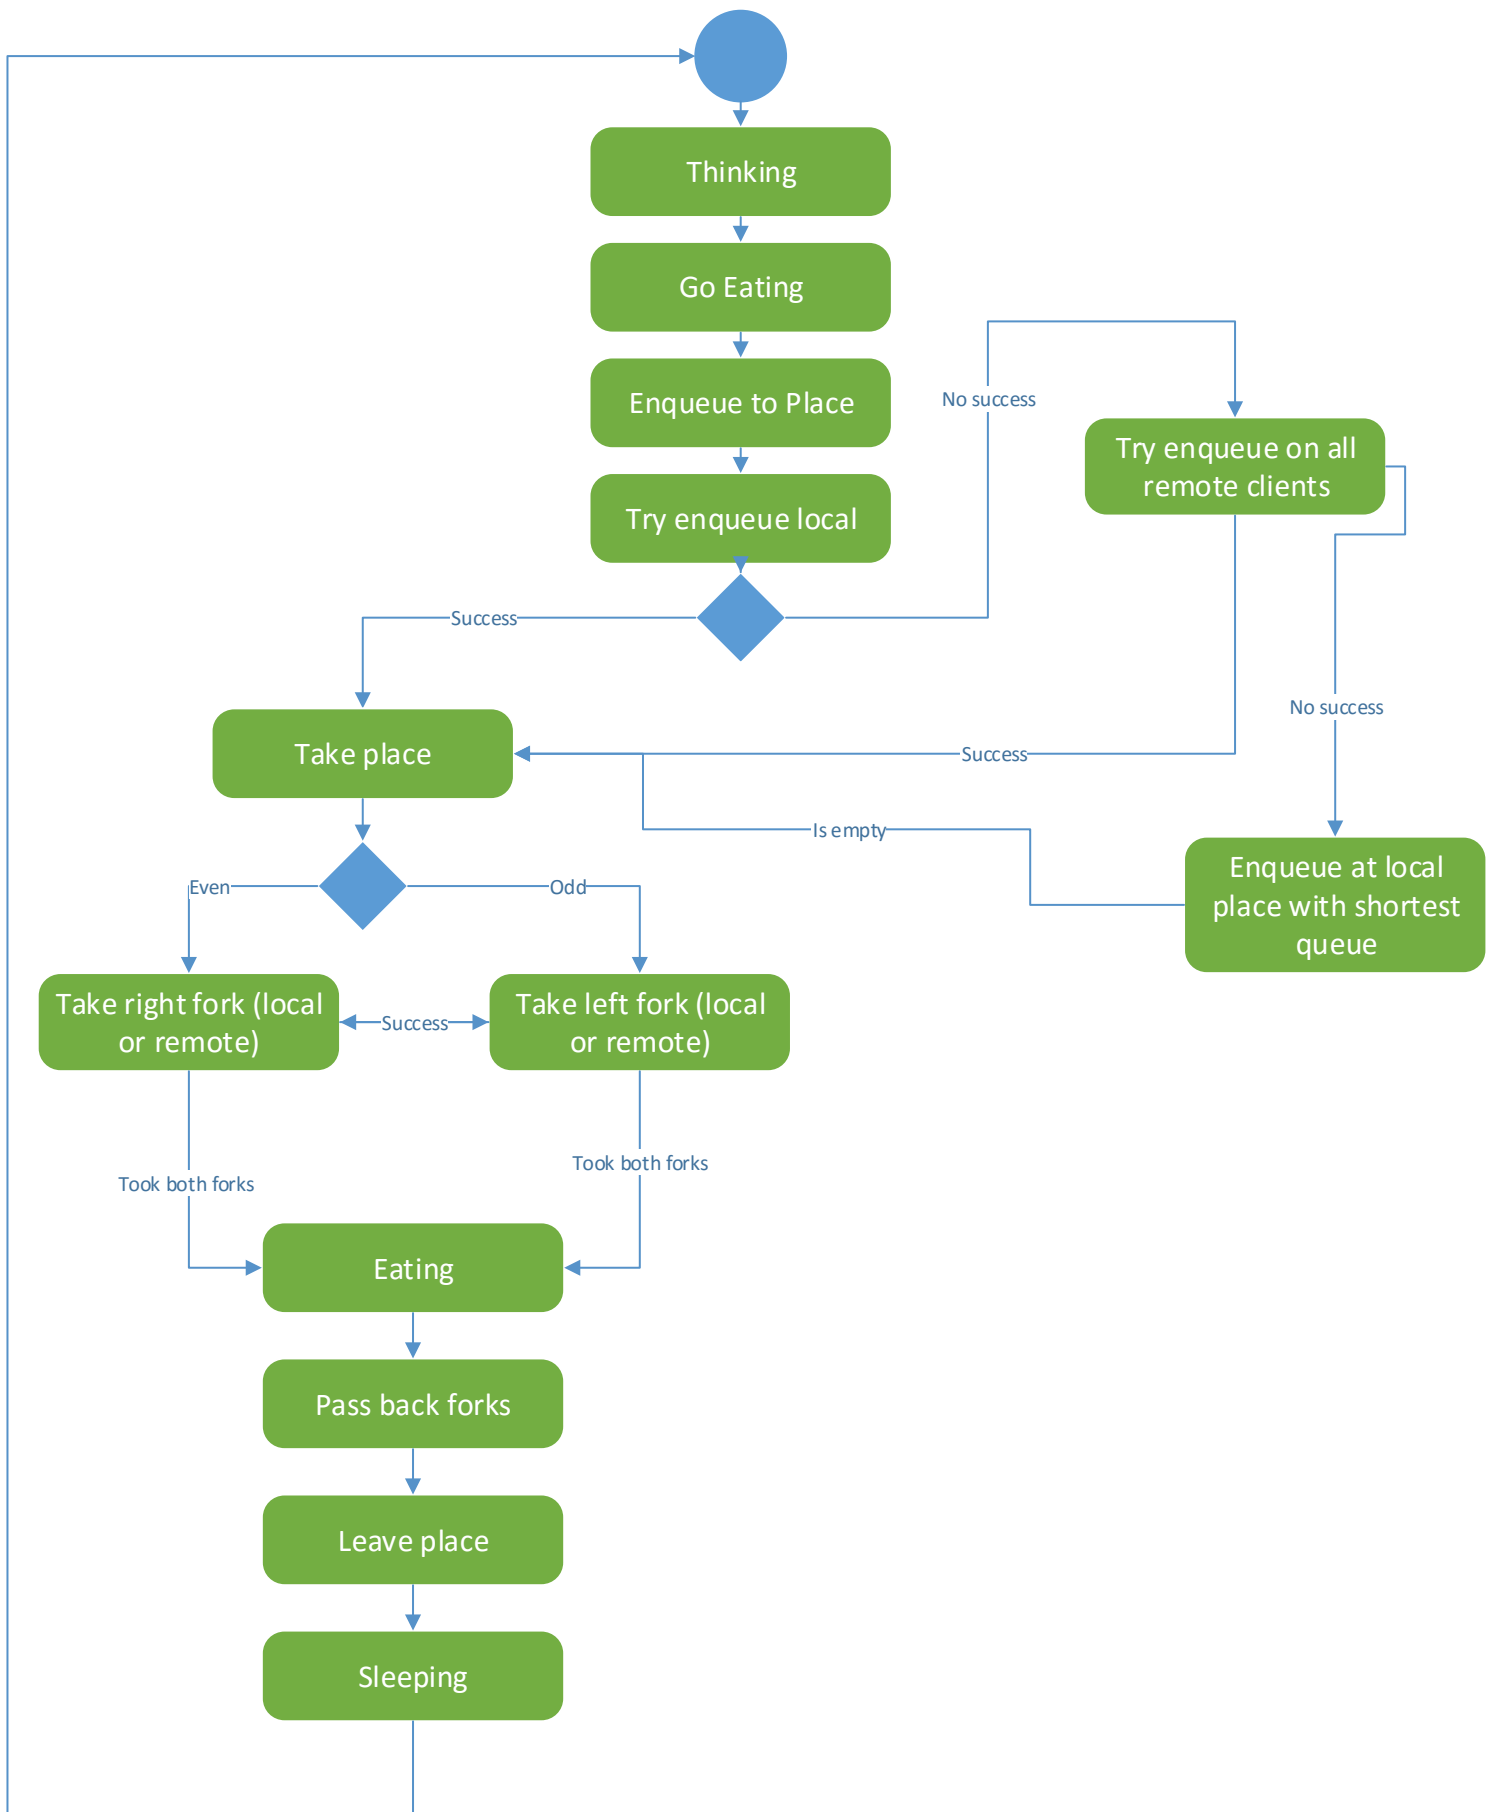 Thinking
Go Eating
Enqueue to Place
No success
Try enqueue on all
remote clients
Try enqueue local
Success
No success
Take place
Success
Is empty
Enqueue at local
place with shortest
queue
Even
Odd
Take right fork (local
or remote)
Success
Take left fork (local
or remote)
Took both forks
Took both forks
Eating
Pass back forks
Leave place
Sleeping